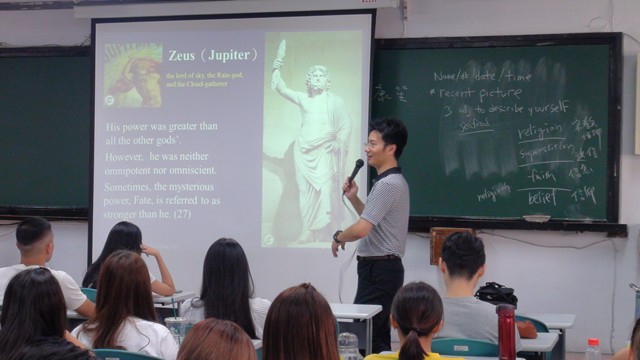 Zeus (Jupiter)
the lord of sky, the Rain-god,
and the Cloud-gatherer
His power was greater than
all the other gods'.
However, he was neither
omnipotent nor omniscient.
Sometimes, the mysterious
power, Fate, is referred to as
stronger than he. (27)
Name/ /date/time
* recent picture
3 adj to describe yourself
religion
superstition
faith
religious
belief 信仰